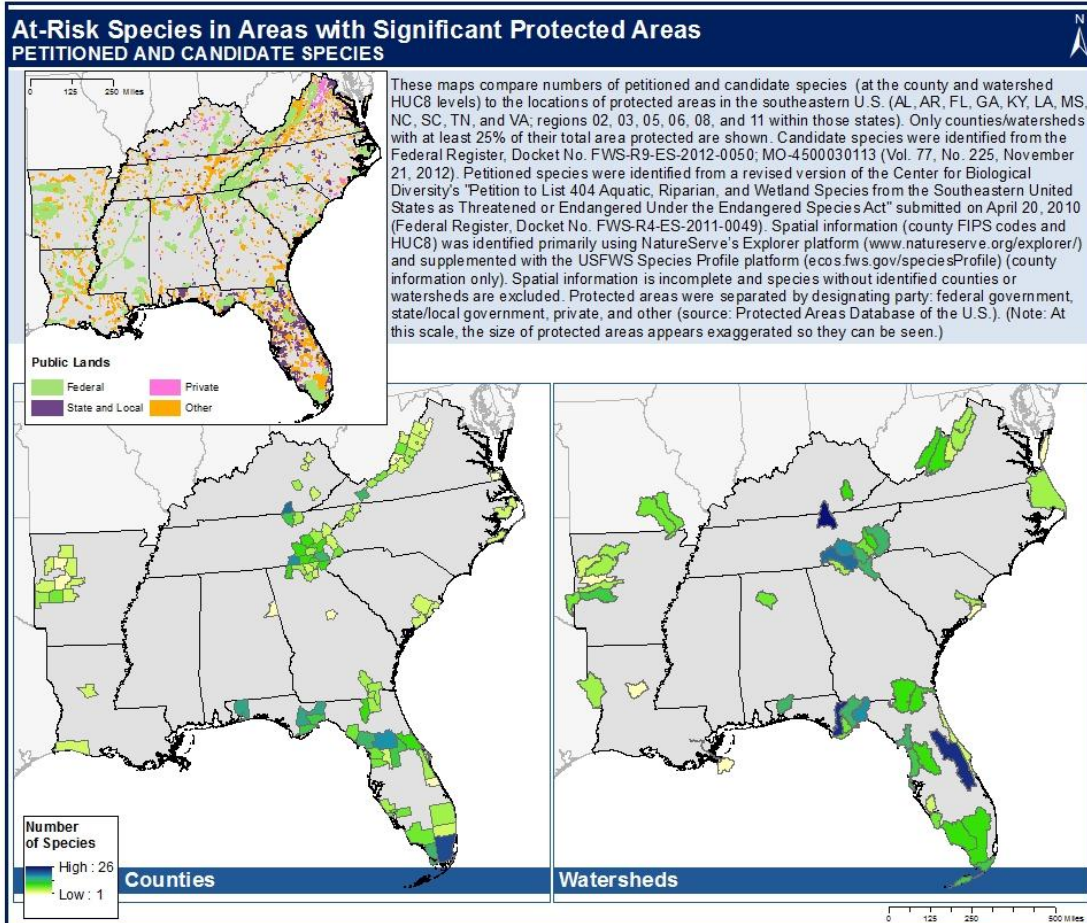 At-Risk Species in Areas with Significant Protected Areas
PETITIONED AND CANDIDATE SPECIES
N
0 125 250 Miles
These maps compare numbers of petitioned and candidate species (at the county and watershed
HUC8 levels) to the locations of protected areas in the southeastern U.S. (AL, AR, FL, GA, KY, LA, MS,
NC, SC, TN, and VA; regions 02, 03, 05, 06, 08, and 11 within those states). Only counties/watersheds
with at least 25% of their total area protected are shown. Candidate species were identified from the
Federal Register, Docket No. FWS-R9-ES-2012-0050; MO-4500030113 (Vol. 77, No. 225, November
21, 2012). Petitioned species were identified from a revised version of the Center for Biological
Diversity's "Petition to List 404 Aquatic, Riparian, and Wetland Species from the Southeastern United
States as Threatened or Endangered Under the Endangered Species Act" submitted on April 20, 2010
(Federal Register, Docket No. FWS-R4-ES-2011-0049). Spatial information (county FIPS codes and
HUC8) was identified primarily using NatureServe's Explorer platform (www.natureserve.org/explorer/)
and supplemented with the USFWS Species Profile platform (ecos.fws.gov/speciesProfile) (county
information only). Spatial information is incomplete and species without identified counties or
watersheds are excluded. Protected areas were separated by designating party: federal government,
state/local government, private, and other (source: Protected Areas Database of the U.S.). (Note: At
this scale, the size of protected areas appears exaggerated so they can be seen.)
Public Lands
Federal
Private
State and Local
Other
Number
of Species
High : 26
Low : 1
Counties
Watersheds
0 125 250 500 Miles